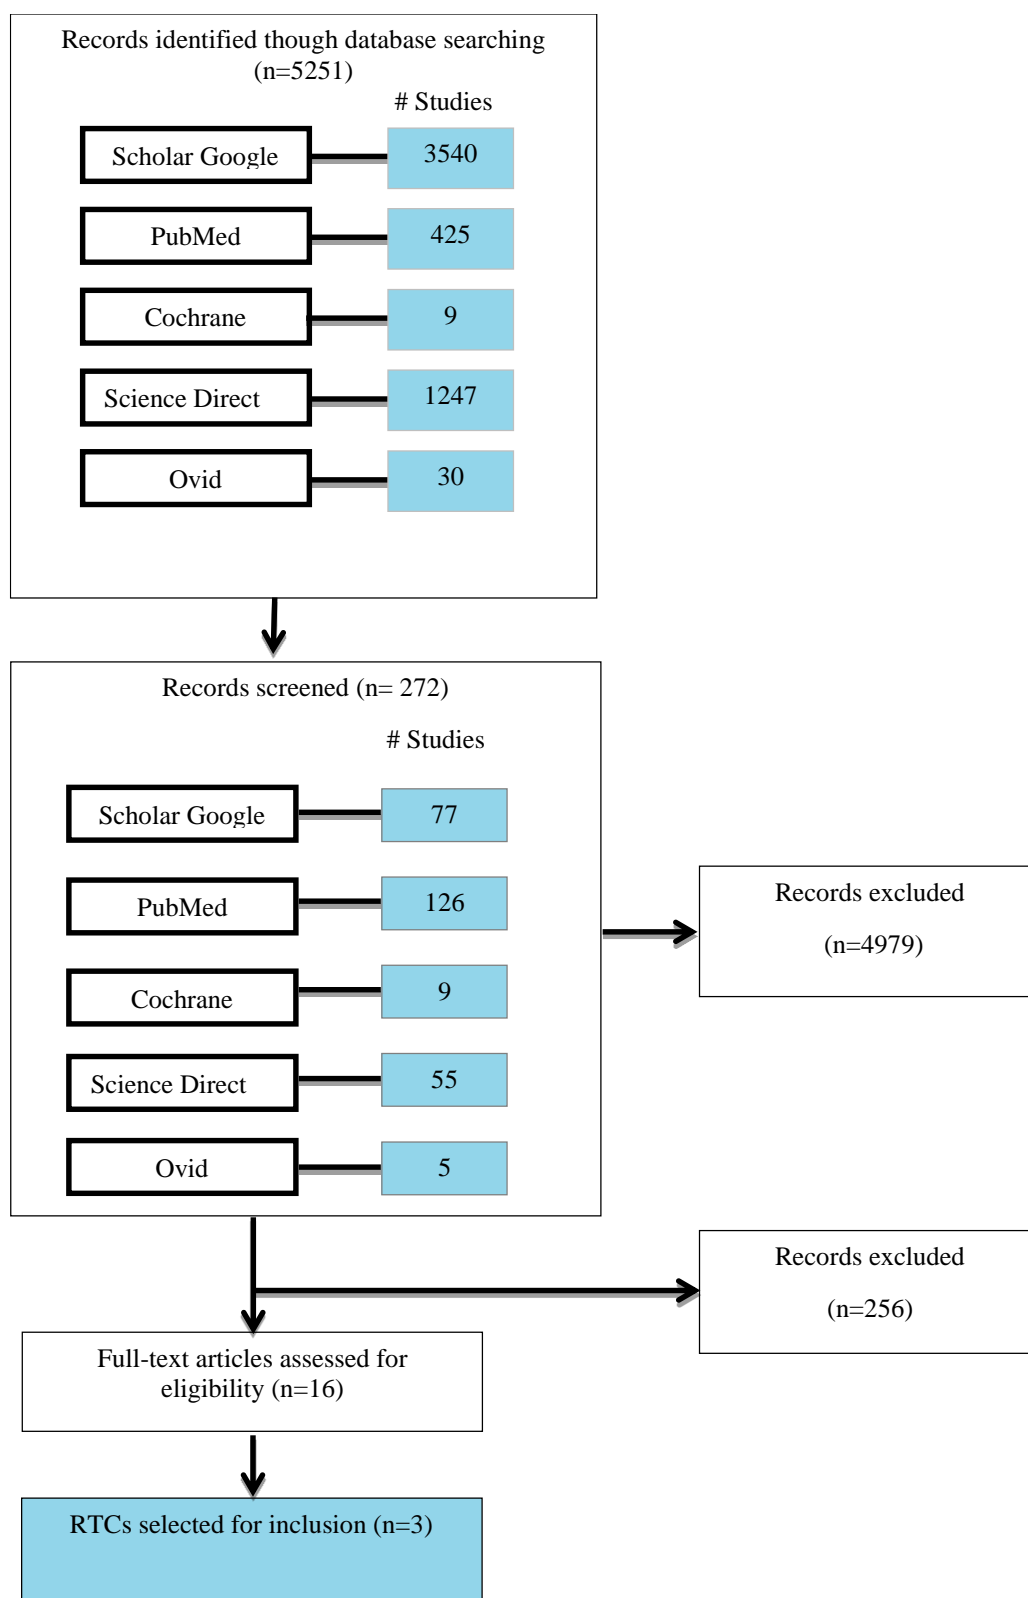 Records identified though database searching
(n=5251)
# Studies
Scholar Google
3540
PubMed
425
Cochrane
9
Science Direct
1247
Ovid
30
Records screened (n= 272)
# Studies
Scholar Google
77
PubMed
126
Cochrane
9
Science Direct
55
Ovid
5
Records excluded
(n=4979)
Records excluded
(n=256)
Full-text articles assessed for
eligibility (n=16)
RTCs selected for inclusion (n=3)